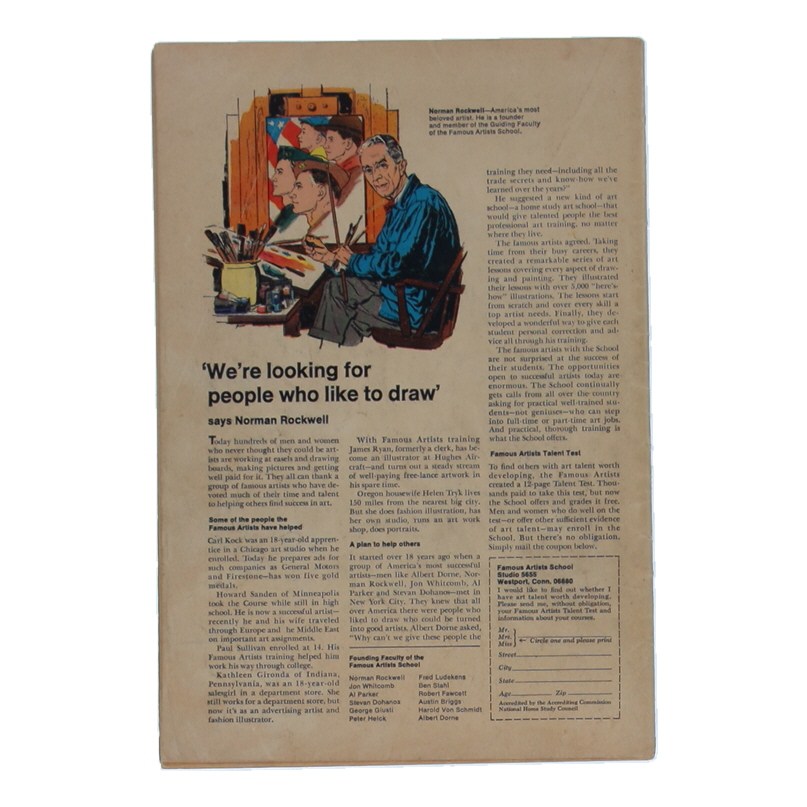 Norman Rockwell—America's most
beloved artist. He is a founder
and member of the Guiding Faculty
of the Famous Artists School.
'We're looking for
people who like to draw'
says Norman Rockwell
Today hundreds of men and women
who never thought they could be art-
ists are working at easels and drawing
boards, making pictures and getting
well paid for it. They all can thank a
group of famous artists who have de-
voted much of their time and talent
to helping others find success in art.
Some of the people the
Famous Artists have helped
Carl Kock was an 18-year-old appren-
tice in a Chicago art studio when he
enrolled. Today he prepares ads for
such companies as General Motors
and Firestone—has won five gold
medals.
Howard Sanden of Minneapolis
took the Course while still in high
school. He is now a successful artist—
recently he and his wife traveled
through Europe and the Middle East
on important art assignments.
Paul Sullivan enrolled at 14. His
Famous Artists training helped him
work his way through college.
Kathleen Gironda of Indiana,
Pennsylvania, was an 18-year-old
salesgirl in a department store. She
still works for a department store, but
now it's as an advertising artist and
fashion illustrator.
With Famous Artists training
James Ryan, formerly a clerk, has be-
come an illustrator at Hughes Air-
craft—and turns out a steady stream
of well-paying free-lance artwork in
his spare time.
Oregon housewife Helen Tryk lives
150 miles from the nearest big city.
But she does fashion illustration, has
her own studio, runs an art work
shop, does portraits.
A plan to help others
It started over 18 years ago when a
group of America's most successful
artists—men like Albert Dorne, Nor-
man Rockwell, Jon Whitcomb, Al
Parker and Stevan Dohanos—met in
New York City. They knew that all
over America there were people who
liked to draw who could be turned
into good artists. Albert Dorne asked,
"Why can't we give these people the
Founding Faculty of the
Famous Artists School
Norman Rockwell
Jon Whitcomb
Al Parker
Stevan Dohanos
George Giusti
Peter Helck
Fred Ludekens
Ben Stahl
Robert Fawcett
Austin Briggs
Harold Von Schmidt
Albert Dorne
training they need—including all the
trade secrets and know-how we've
learned over the years?"
He suggested a new kind of art
school—a home study art school—that
would give talented people the best
professional art training, no matter
where they live.
The famous artists agreed. Taking
time from their busy careers, they
created a remarkable series of art
lessons covering every aspect of draw-
ing and painting. They illustrated
their lessons with over 5,000 "here's-
how" illustrations. The lessons start
from scratch and cover every skill a
top artist needs. Finally, they de-
veloped a wonderful way to give each
student personal correction and ad-
vice all through his training.
The famous artists with the School
are not surprised at the success of
their students. The opportunities
open to successful artists today are
enormous. The School continually
gets calls from all over the country
asking for practical well-trained stu-
dents—not geniuses—who can step
into full-time or part-time art jobs.
And practical, thorough training is
what the School offers.
Famous Artists Talent Test
To find others with art talent worth
developing, the Famous Artists
created a 12-page Talent Test. Thou-
sands paid to take this test, but now
the School offers and grades it free.
Men and women who do well on the
test—or offer other sufficient evidence
of art talent—may enroll in the
School. But there's no obligation.
Simply mail the coupon below.
Famous Artists School
Studio 5655
Westport, Conn. 06880
I would like to find out whether I
have art talent worth developing.
Please send me, without obligation,
your Famous Artists Talent Test and
information about your courses.
Mr.
Mrs. ← Circle one and please print
Miss
Street
City
State
Age Zip
Accredited by the Accrediting Commission
National Home Study Council